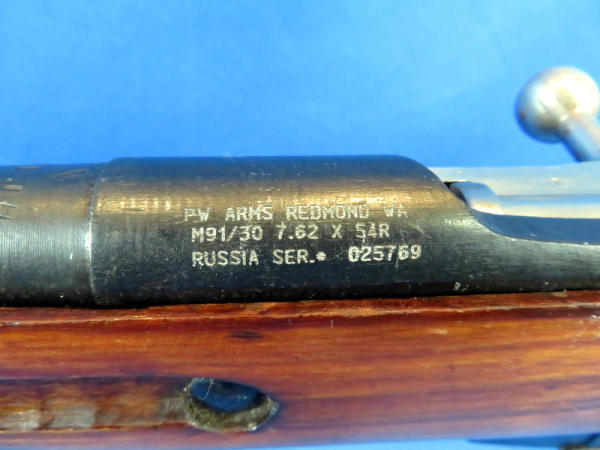 PW ARMS REDMOND WA
M91/30 7.62 X 54R
RUSSIA SER.* 025769